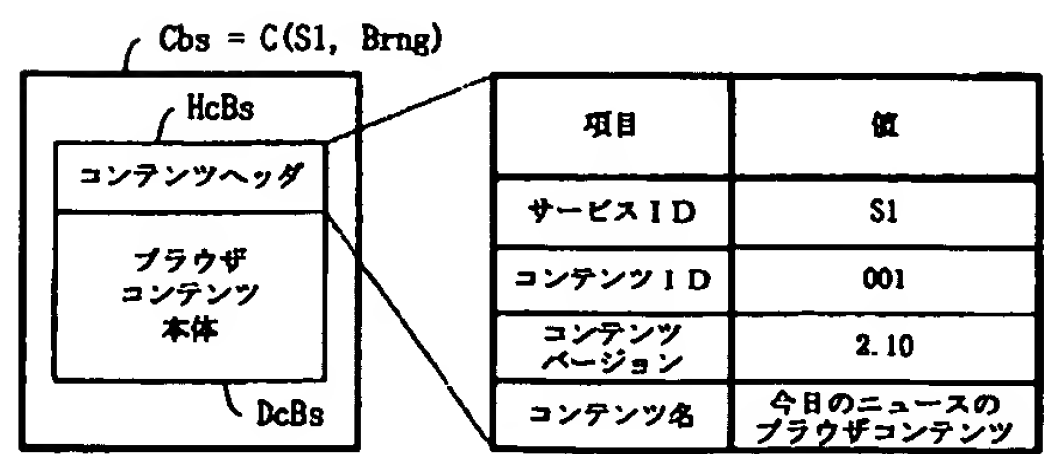 Cbs = C(S1, Brng)
HcBs
コンテンツヘッダ
ブラウザ
コンテンツ
本体
DcBs
項目 値
サービスID S1
コンテンツID 001
コンテンツ
バージョン
2.10
コンテンツ名
今日のニュースの
ブラウザコンテンツ